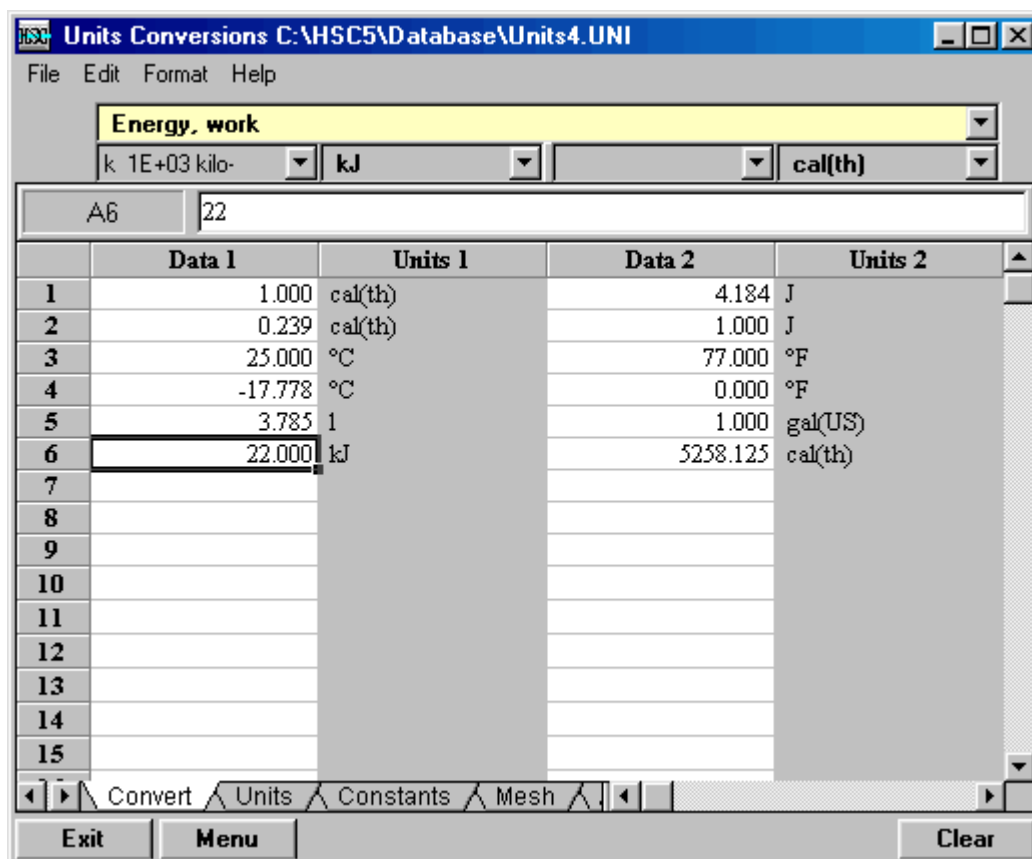 HSC Units Conversions C:\HSC5\Database\Units4.UNI
File Edit Format Help
Energy, work
k 1E+03 kilo- kJ cal(th)
A6 22
Data 1 Units 1 Data 2 Units 2
1 1.000 cal(th) 4.184 J
2 0.239 cal(th) 1.000 J
3 25.000 °C 77.000 °F
4 -17.778 °C 0.000 °F
5 3.785 l 1.000 gal(US)
6 22.000 kJ 5258.125 cal(th)
7
8
9
10
11
12
13
14
15
Convert Units Constants Mesh
Exit Menu Clear